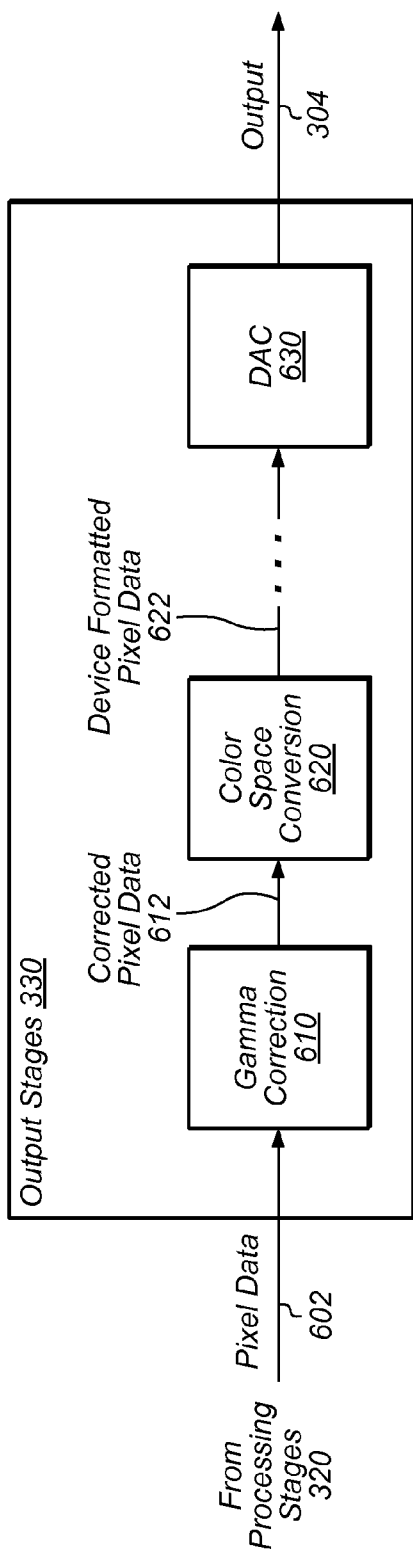 Output Stages 330
From
Processing
Stages
320
Pixel Data
602
Gamma
Correction
610
Corrected
Pixel Data
612
Color
Space
Conversion
620
Device Formatted
Pixel Data
622
. . .
DAC
630
Output
304